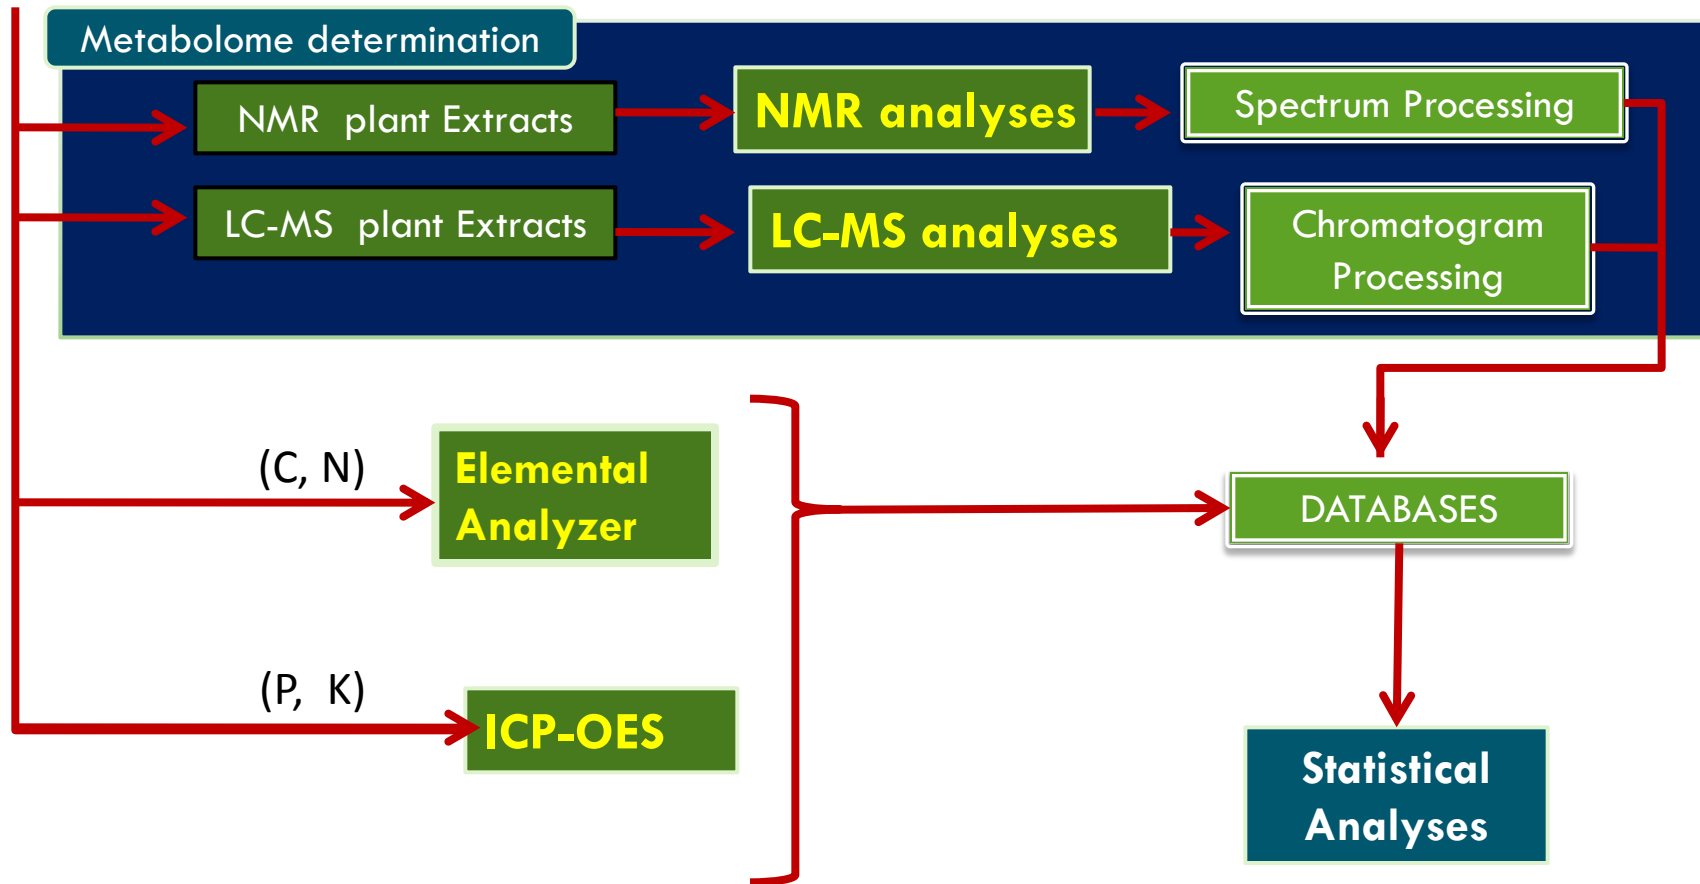 Metabolome determination
NMR  plant Extracts
NMR analyses
Spectrum Processing
LC-MS  plant Extracts
LC-MS analyses
Chromatogram
Processing
(C, N)
Elemental
Analyzer
DATABASES
(P,  K)
ICP-OES
Statistical
Analyses